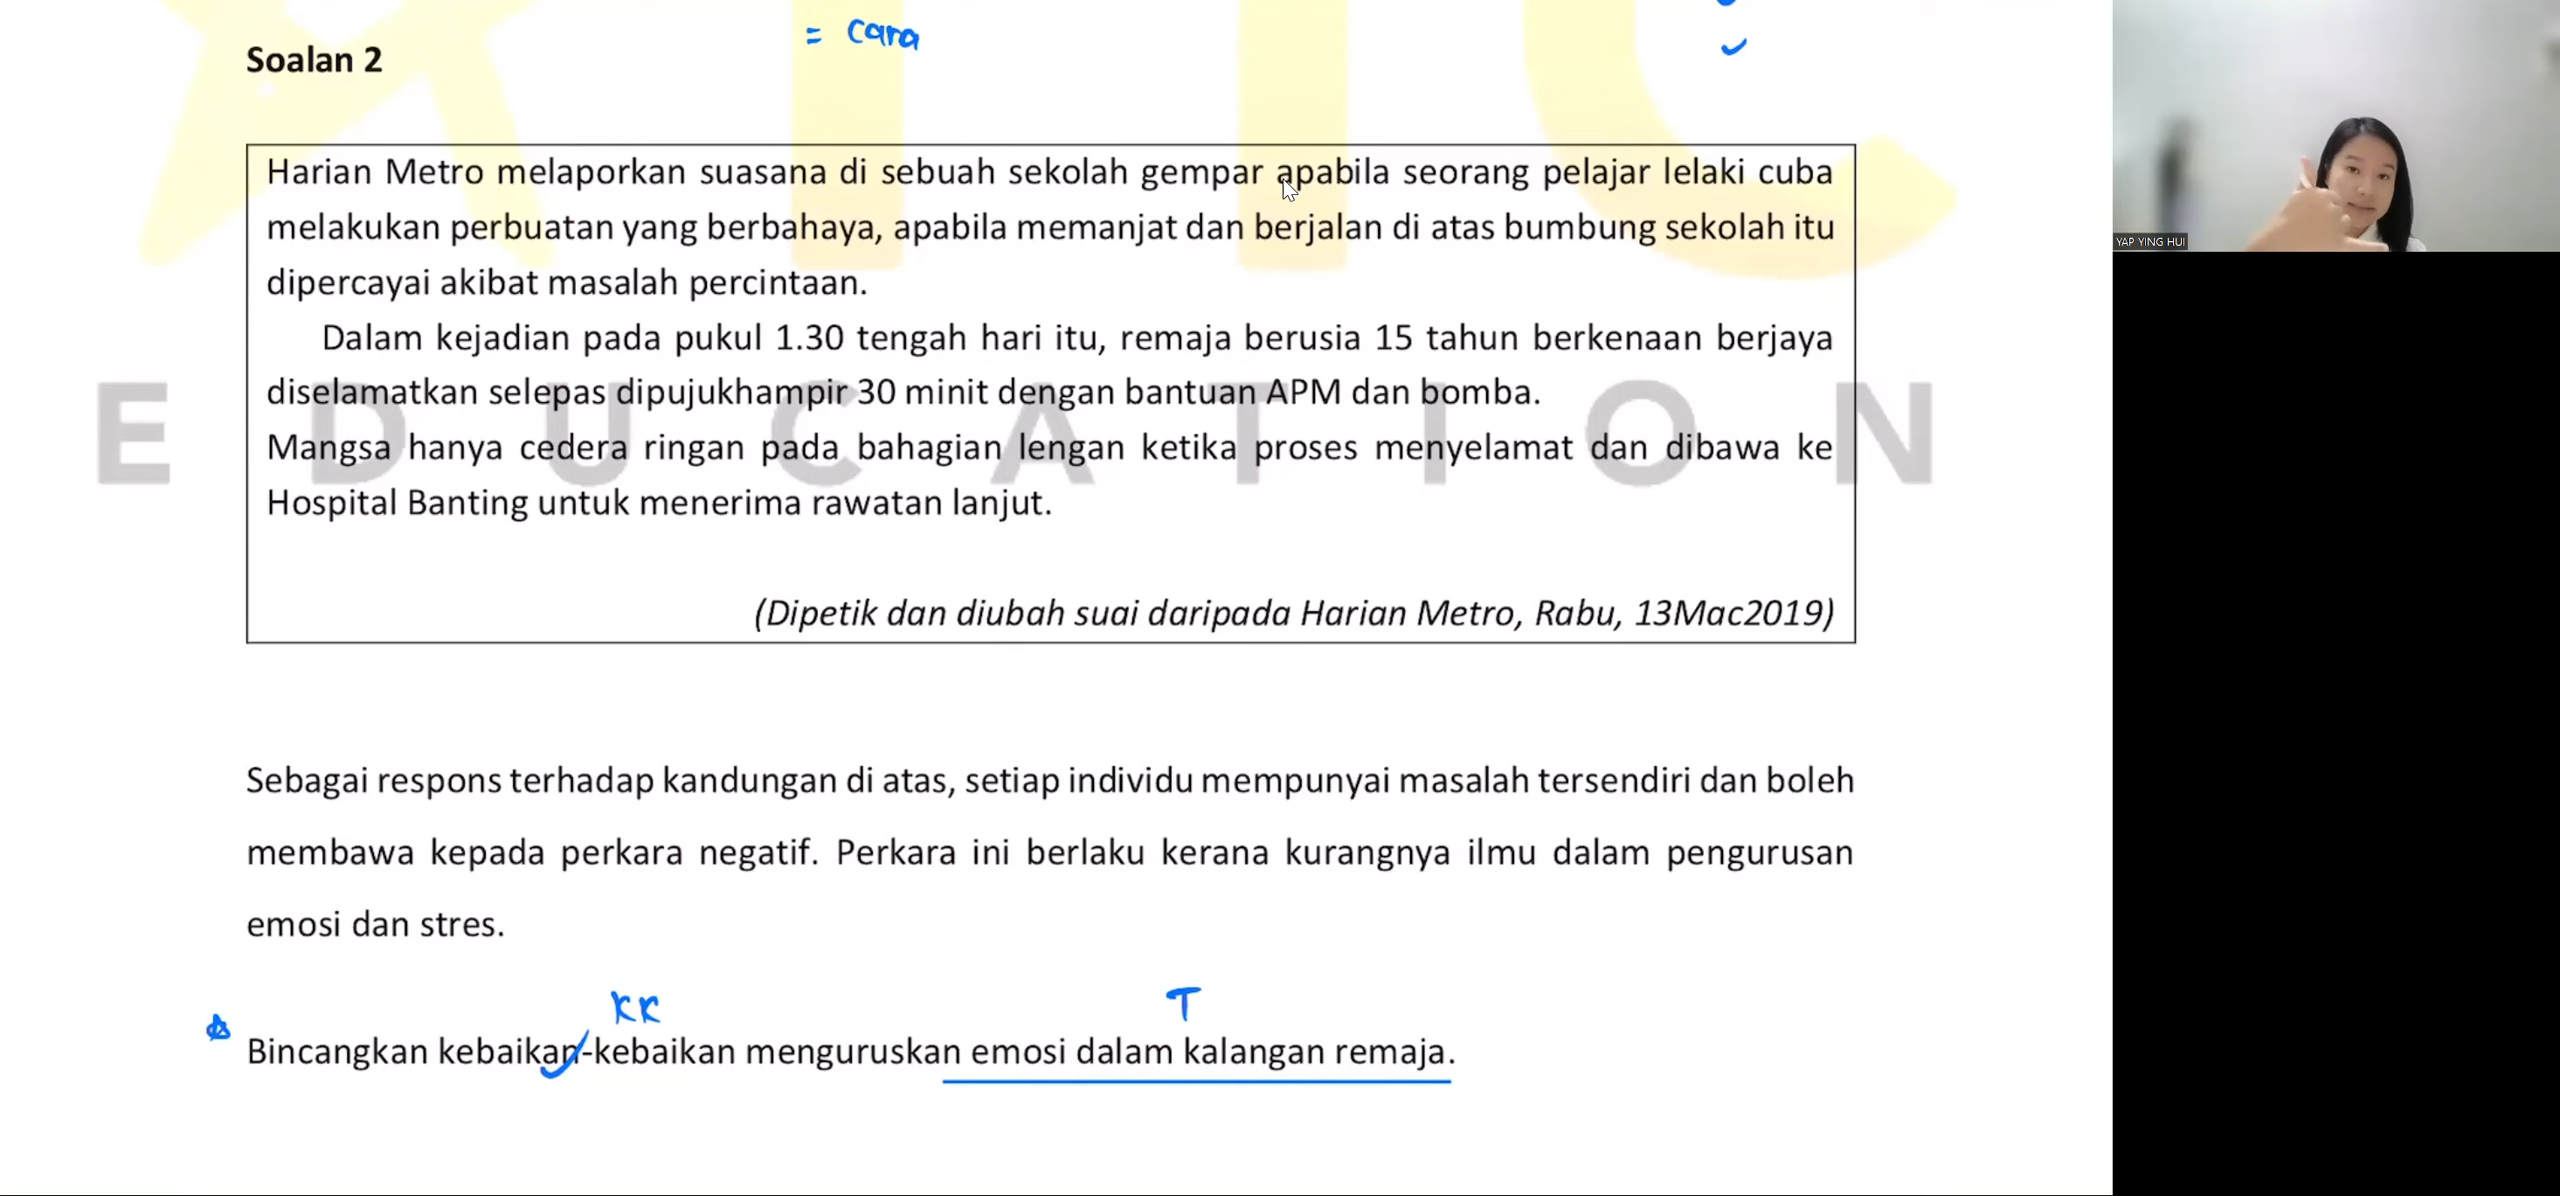 = cara
Soalan 2
Harian Metro melaporkan suasana di sebuah sekolah gempar apabila seorang pelajar lelaki cuba
melakukan perbuatan yang berbahaya, apabila memanjat dan berjalan di atas bumbung sekolah itu
dipercayai akibat masalah percintaan.
Dalam kejadian pada pukul 1.30 tengah hari itu, remaja berusia 15 tahun berkenaan berjaya
diselamatkan selepas dipujukhampir 30 minit dengan bantuan APM dan bomba.
EDUCATION
Mangsa hanya cedera ringan pada bahagian lengan ketika proses menyelamat dan dibawa ke
Hospital Banting untuk menerima rawatan lanjut.
(Dipetik dan diubah suai daripada Harian Metro, Rabu, 13Mac2019)
Sebagai respons terhadap kandungan di atas, setiap individu mempunyai masalah tersendiri dan boleh
membawa kepada perkara negatif. Perkara ini berlaku kerana kurangnya ilmu dalam pengurusan
emosi dan stres.
KK T
Bincangkan kebaikan-kebaikan menguruskan emosi dalam kalangan remaja.
YAP YING HUI